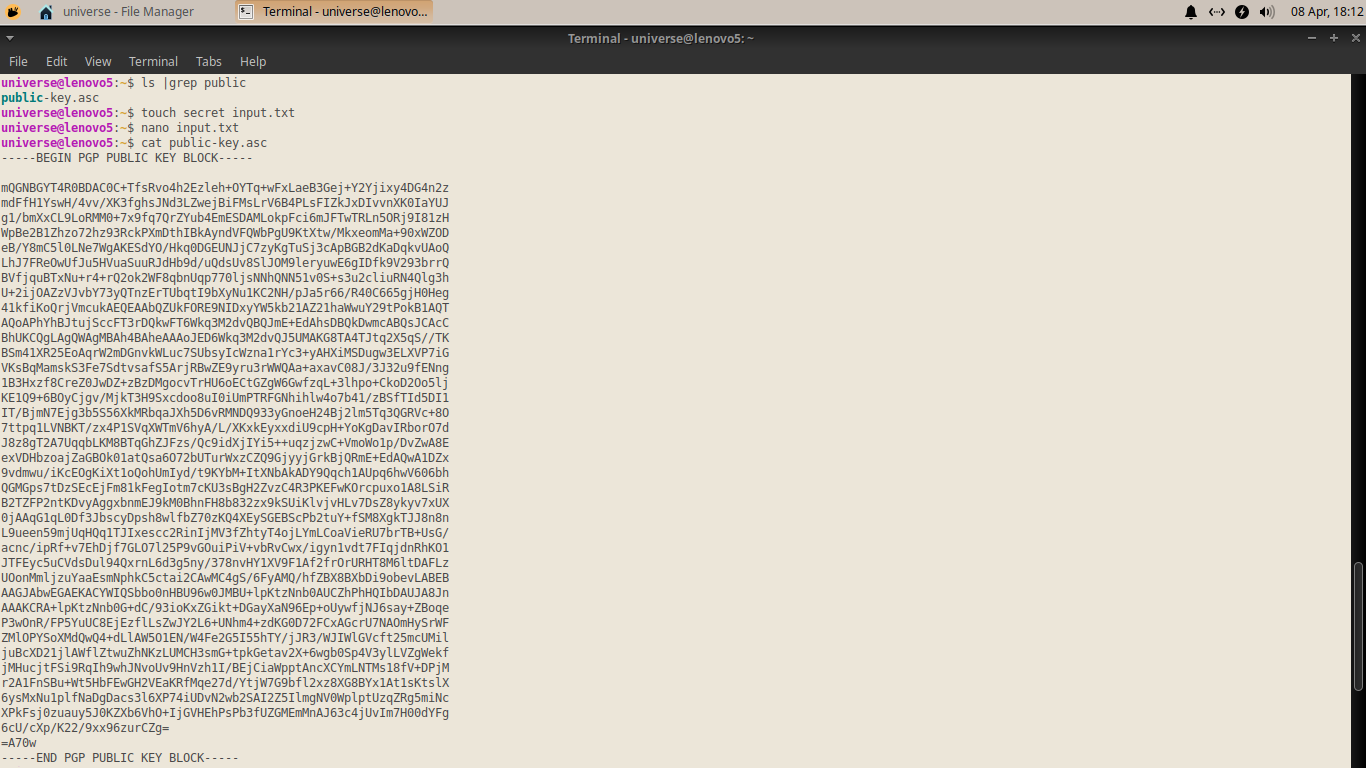 universe - File Manager
Terminal - universe@lenovo...
08 Apr, 18:12
Terminal - universe@lenovo5: ~
File Edit View Terminal Tabs Help
universe@lenovo5:~$ ls |grep public
public-key.asc
universe@lenovo5:~$ touch secret input.txt
universe@lenovo5:~$ nano input.txt
universe@lenovo5:~$ cat public-key.asc
-----BEGIN PGP PUBLIC KEY BLOCK-----
mQGNBGYT4R0BDAC0C+TfsRvo4h2Ezleh+OYTq+wFxLaeB3Gej+Y2Yjixy4DG4n2z
mdFfH1YswH/4vv/XK3fghsJNd3LZwejBiFMsLrV6B4PLsFIZkJxDIvvnXK0IaYUJ
g1/bmXxCL9LoRMM0+7x9fq7QrZYub4EmESDAMLokpFci6mJFTwTRLn5ORj9I81zH
WpBe2B1Zhzo72hz93RckPXmDthIBkAyndVFQWbPgU9KtXtw/MkxeomMa+90xWZOD
eB/Y8mC5l0LNe7WgAKESdYO/Hkq0DGEUNJjC7zyKgTuSj3cApBGB2dKaDqkvUAoQ
LhJ7FReOwUfJu5HVuaSuuRJdHb9d/uQdsUv8SlJOM9leryuwE6gIDfk9V293brrQ
BVfjquBTxNu+r4+rQ2ok2WF8qbnUqp770ljsNNhQNN51v0S+s3u2cliuRN4Qlg3h
U+2ijOAZzVJvbY73yQTnzErTUbqtI9bXyNu1KC2NH/pJa5r66/R40C665gjH0Heg
41kfiKoQrjVmcukAEQEAAbQZUkFORE9NIDxyYW5kb21AZ21haWwuY29tPokB1AQT
AQoAPhYhBJtujSccFT3rDQkwFT6Wkq3M2dvQBQJmE+EdAhsDBQkDwmcABQsJCAcC
BhUKCQgLAgQWAgMBAh4BAheAAAoJED6Wkq3M2dvQJ5UMAKG8TA4TJtq2X5qS//TK
BSm41XR25EoAqrW2mDGnvkWLuc7SUbsyIcWzna1rYc3+yAHXiMSDugw3ELXVP7iG
VKsBqMamskS3Fe7SdtvsafS5ArjRBwZE9yru3rWWQAa+axavC08J/3J32u9fENng
1B3Hxzf8CreZ0JwDZ+zBzDMgocvTrHU6oECtGZgW6GwfzqL+3lhpo+CkoD2Oo5lj
KE1Q9+6BOyCjgv/MjkT3H9Sxcdoo8uI0iUmPTRFGNhihlw4o7b41/zBSfTId5DI1
IT/BjmN7Ejg3b5S56XkMRbqaJXh5D6vRMNDQ933yGnoeH24Bj2lm5Tq3QGRVc+8O
7ttpq1LVNBKT/zx4P1SVqXWTmV6hyA/L/XKxkEyxxdiU9cpH+YoKgDavIRborO7d
J8z8gT2A7UqqbLKM8BTqGhZJFzs/Qc9idXjIYi5++uqzjzwC+VmoWo1p/DvZwA8E
exVDHbzoajZaGBOk01atQsa6O72bUTurWxzCZQ9GjyyjGrkBjQRmE+EdAQwA1DZx
9vdmwu/iKcEOgKiXt1oQohUmIyd/t9KYbM+ItXNbAkADY9Qqch1AUpq6hwV606bh
QGMGps7tDzSEcEjFm81kFegIotm7cKU3sBgH2ZvzC4R3PKEFwKOrcpuxo1A8LSiR
B2TZFP2ntKDvyAggxbnmEJ9kM0BhnFH8b832zx9kSUiKlvjvHLv7DsZ8ykyv7xUX
0jAAqG1qL0Df3JbscyDpsh8wlfbZ70zKQ4XEySGEBScPb2tuY+fSM8XgkTJJ8n8n
L9ueen59mjUqHQq1TJIxescc2RinIjMV3fZhtyT4ojLYmLCoaVieRU7brTB+UsG/
acnc/ipRf+v7EhDjf7GLO7l25P9vGOuiPiV+vbRvCwx/igyn1vdt7FIqjdnRhKO1
JTFEyc5uCVdsDul94QxrnL6d3g5ny/378nvHY1XV9F1Af2frOrURHT8M6ltDAFLz
UOonMmljzuYaaEsmNphkC5ctai2CAwMC4gS/6FyAMQ/hfZBX8BXbDi9obevLABEB
AAGJAbwEGAEKACYWIQSbbo0nHBU96w0JMBU+lpKtzNnb0AUCZhPhHQIbDAUJA8Jn
AAAKCRA+lpKtzNnb0G+dC/93ioKxZGikt+DGayXaN96Ep+oUywfjNJ6say+ZBoqe
P3wOnR/FP5YuUC8EjEzflLsZwJY2L6+UNhm4+zdKG0D72FCxAGcrU7NAOmHySrWF
ZMlOPYSoXMdQwQ4+dLlAW5O1EN/W4Fe2G5I55hTY/jJR3/WJIWlGVcft25mcUMil
juBcXD21jlAWflZtwuZhNKzLUMCH3smG+tpkGetav2X+6wgb0Sp4V3ylLVZgWekf
jMHucjtFSi9RqIh9whJNvoUv9HnVzh1I/BEjCiaWpptAncXCYmLNTMs18fV+DPjM
r2A1FnSBu+Wt5HbFEwGH2VEaKRfMqe27d/YtjW7G9bfl2xz8XG8BYx1At1sKtslX
6ysMxNu1plfNaDgDacs3l6XP74iUDvN2wb2SAI2Z5IlmgNV0WplptUzqZRg5miNc
XPkFsj0zuauy5J0KZXb6VhO+IjGVHEhPsPb3fUZGMEmMnAJ63c4jUvIm7H00dYFg
6cU/cXp/K22/9xx96zurCZg=
=A70w
-----END PGP PUBLIC KEY BLOCK-----